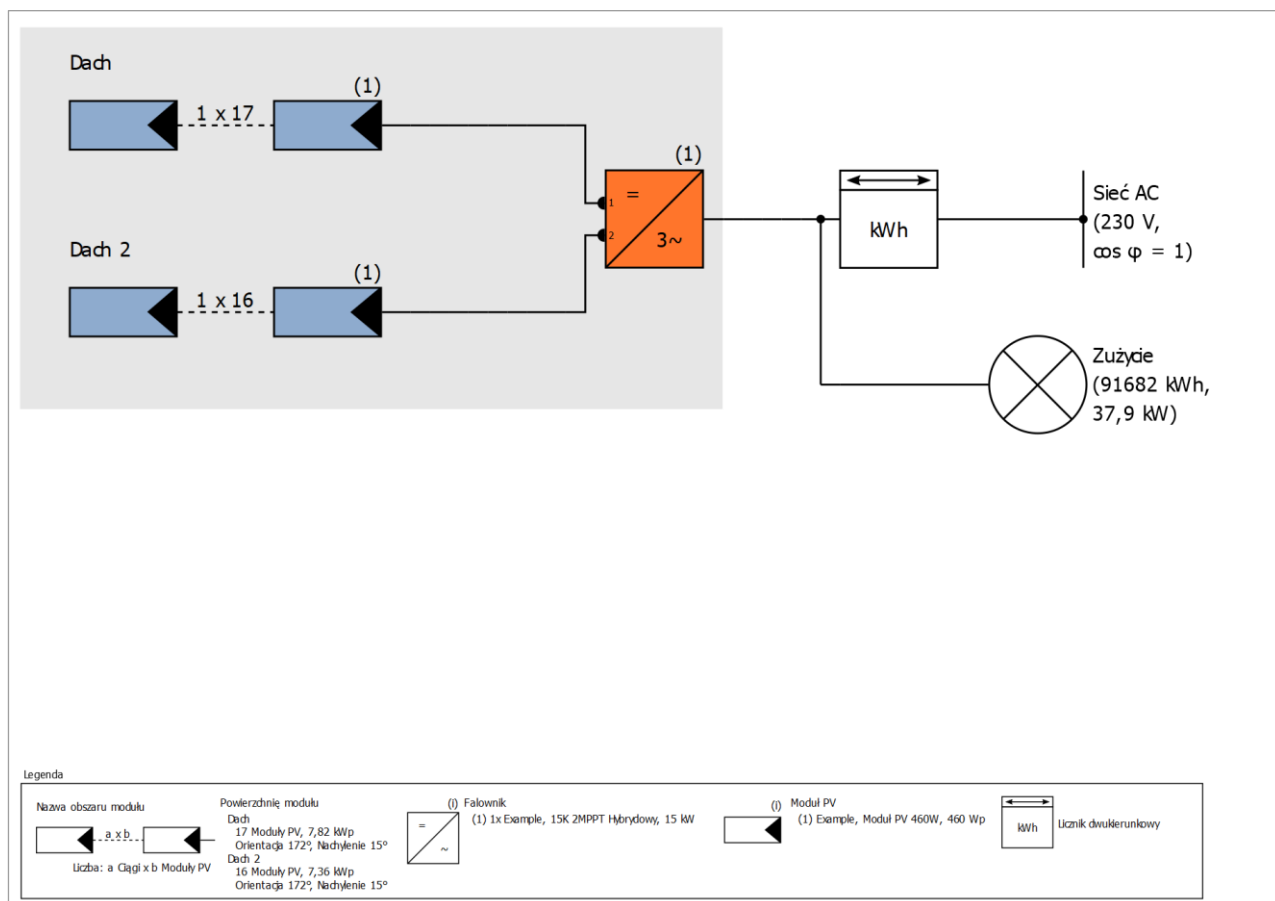 Dach
1 x 17
(1)
(1)
1
=
2
3~
Dach 2
1 x 16
(1)
kWh
Sieć AC
(230 V,
cos φ = 1)
Zużycie
(91682 kWh,
37,9 kW)
Legenda
Nazwa obszaru modułu
a x b
Liczba: a Ciągi x b Moduły PV
Powierzchnię modułu
Dach
17 Moduły PV, 7,82 kWp
Orientacja 172°, Nachylenie 15°
Dach 2
16 Moduły PV, 7,36 kWp
Orientacja 172°, Nachylenie 15°
=
~
(i) Falownik
(1) 1x Example, 15K 2MPPT Hybrydowy, 15 kW
(i) Moduł PV
(1) Example, Moduł PV 460W, 460 Wp
kWh
Licznik dwukierunkowy